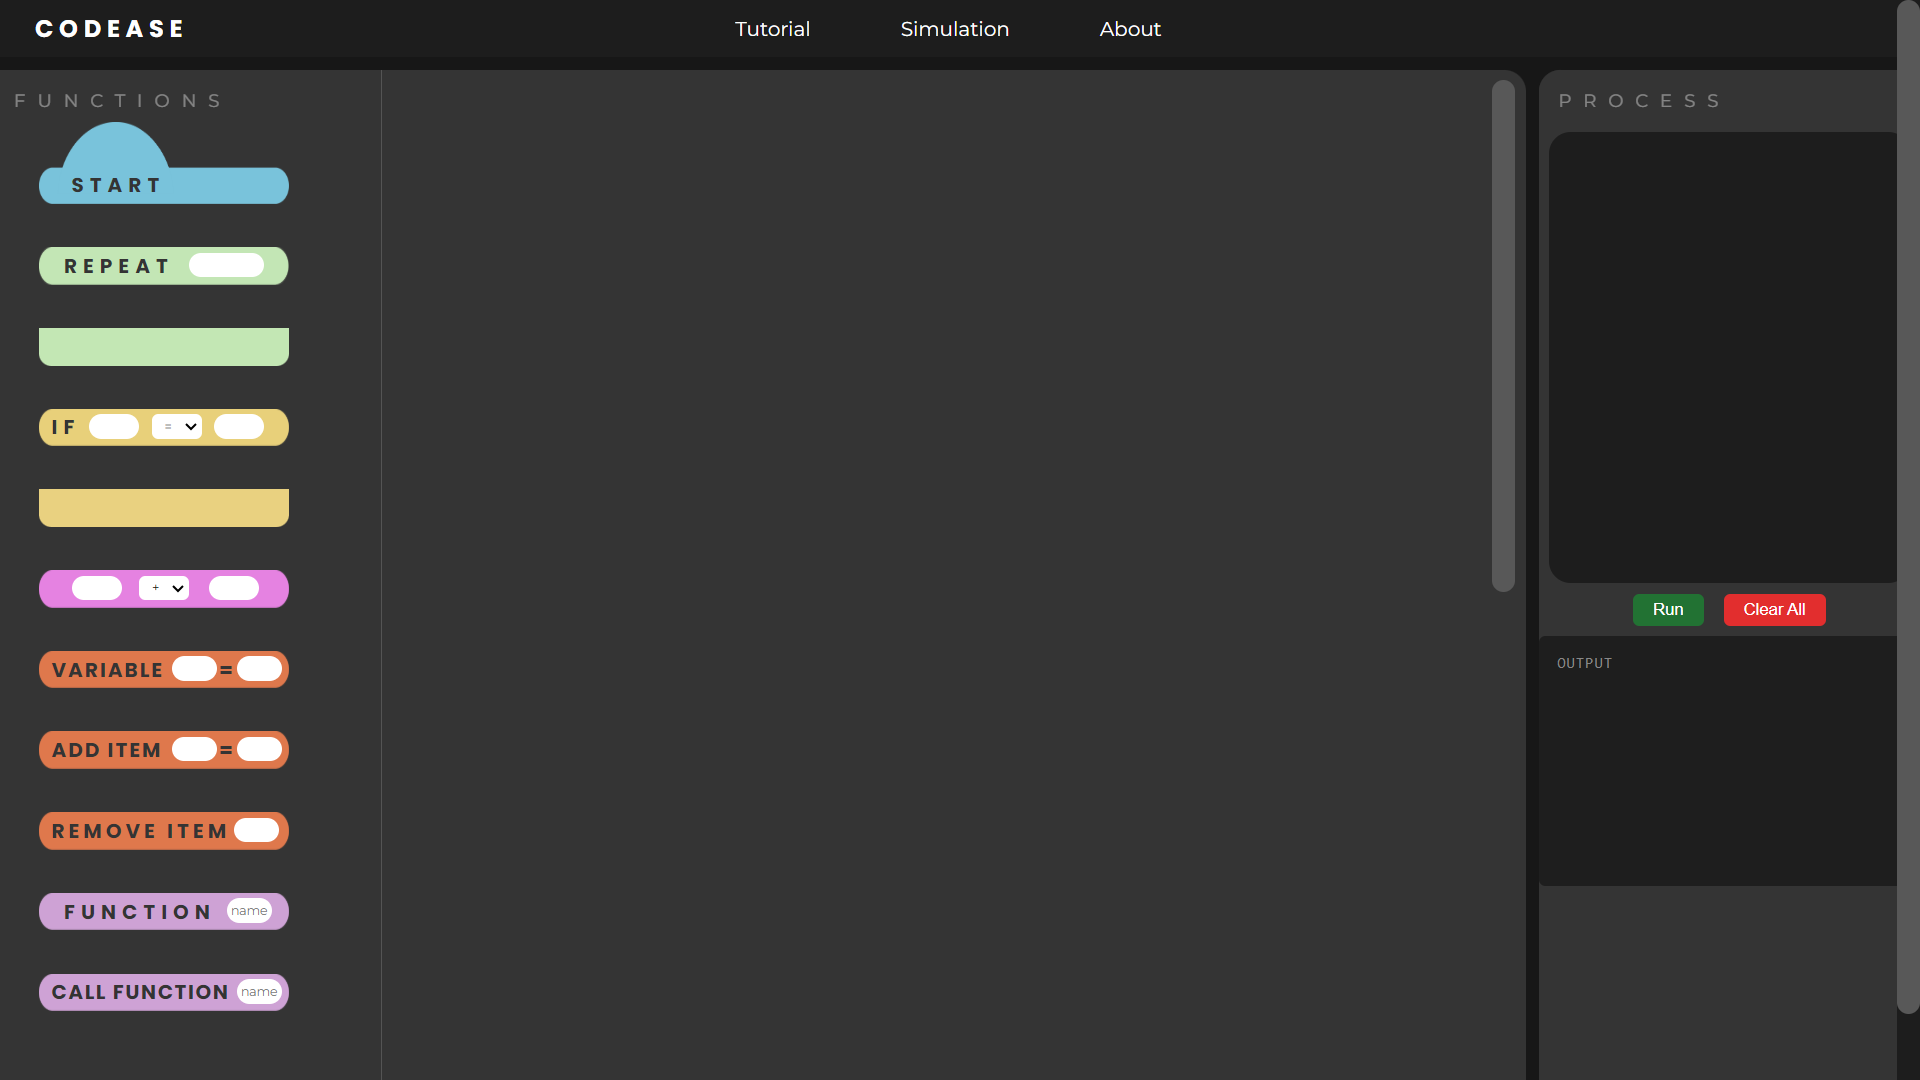 CODEASE
Tutorial Simulation About
FUNCTIONS
START
REPEAT
IF =
+
VARIABLE =
ADD ITEM =
REMOVE ITEM
FUNCTION name
CALL FUNCTION name
PROCESS
Run Clear All
OUTPUT